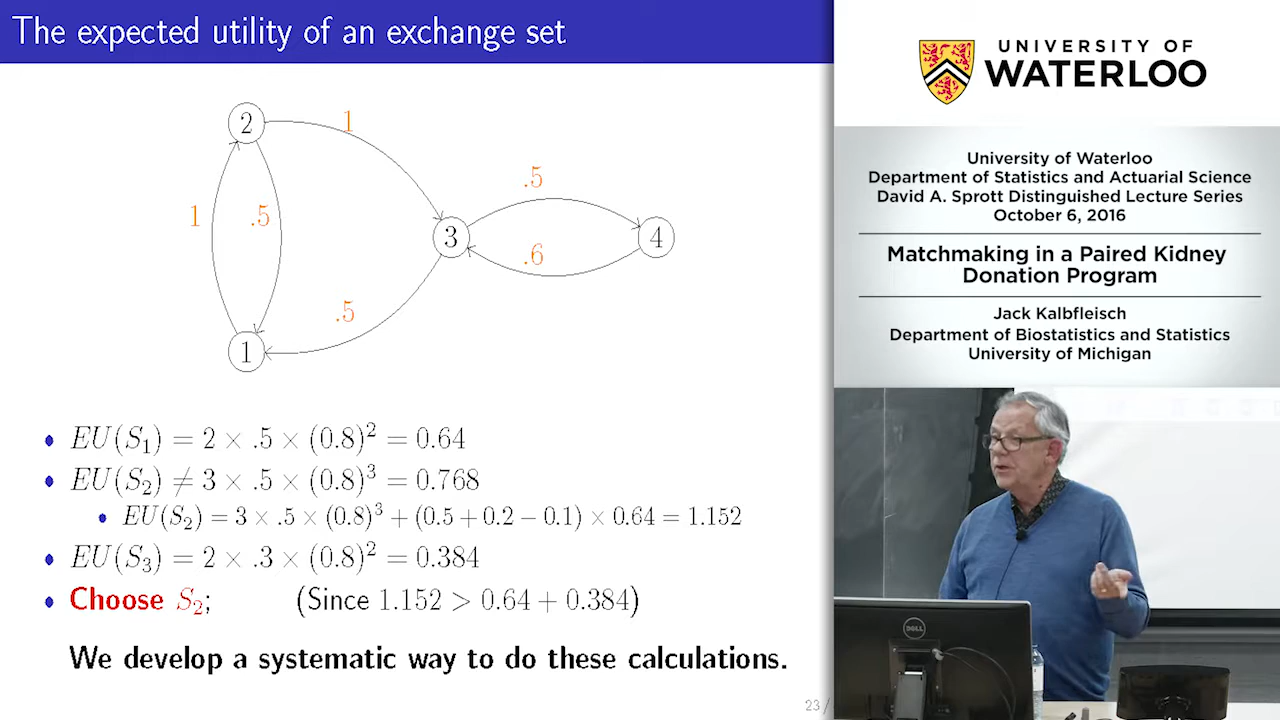 The expected utility of an exchange set
2
1
1
.5
.5
3
4
.6
.5
1
• EU(S₁) = 2 × .5 × (0.8)² = 0.64
• EU(S₂) ≠ 3 × .5 × (0.8)³ = 0.768
• EU(S₂) = 3 × .5 × (0.8)³ + (0.5 + 0.2 − 0.1) × 0.64 = 1.152
• EU(S₃) = 2 × .3 × (0.8)² = 0.384
• Choose S₂; (Since 1.152 > 0.64 + 0.384)
We develop a systematic way to do these calculations.
23 /
UNIVERSITY OF
WATERLOO
University of Waterloo
Department of Statistics and Actuarial Science
David A. Sprott Distinguished Lecture Series
October 6, 2016
Matchmaking in a Paired Kidney
Donation Program
Jack Kalbfleisch
Department of Biostatistics and Statistics
University of Michigan
DELL